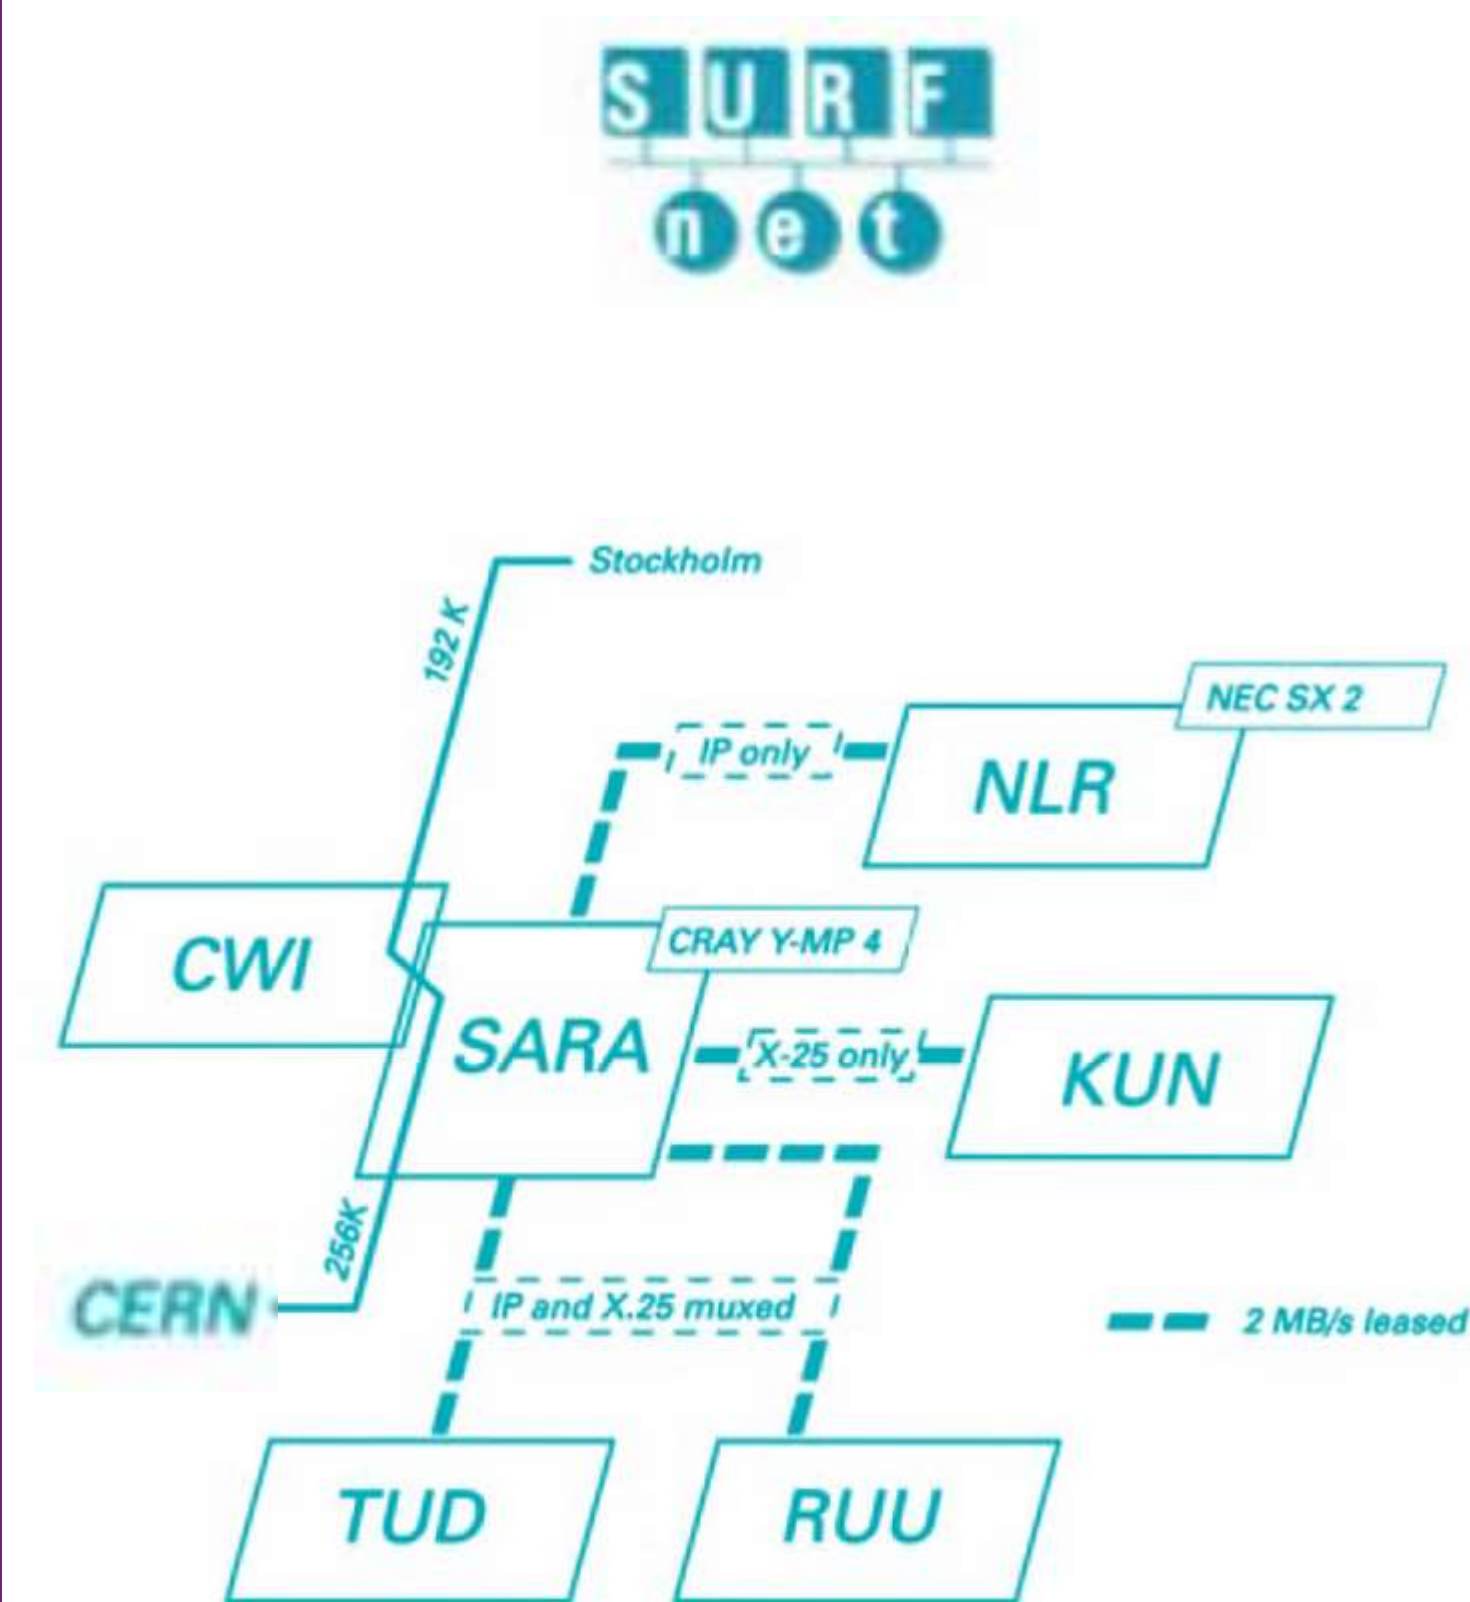 SURF
net
Stockholm
192 K
NEC SX 2
IP only
NLR
CRAY Y-MP 4
CWI
SARA
X-25 only
KUN
256K
CERN
IP and X.25 muxed
2 MB/s leased
TUD
RUU